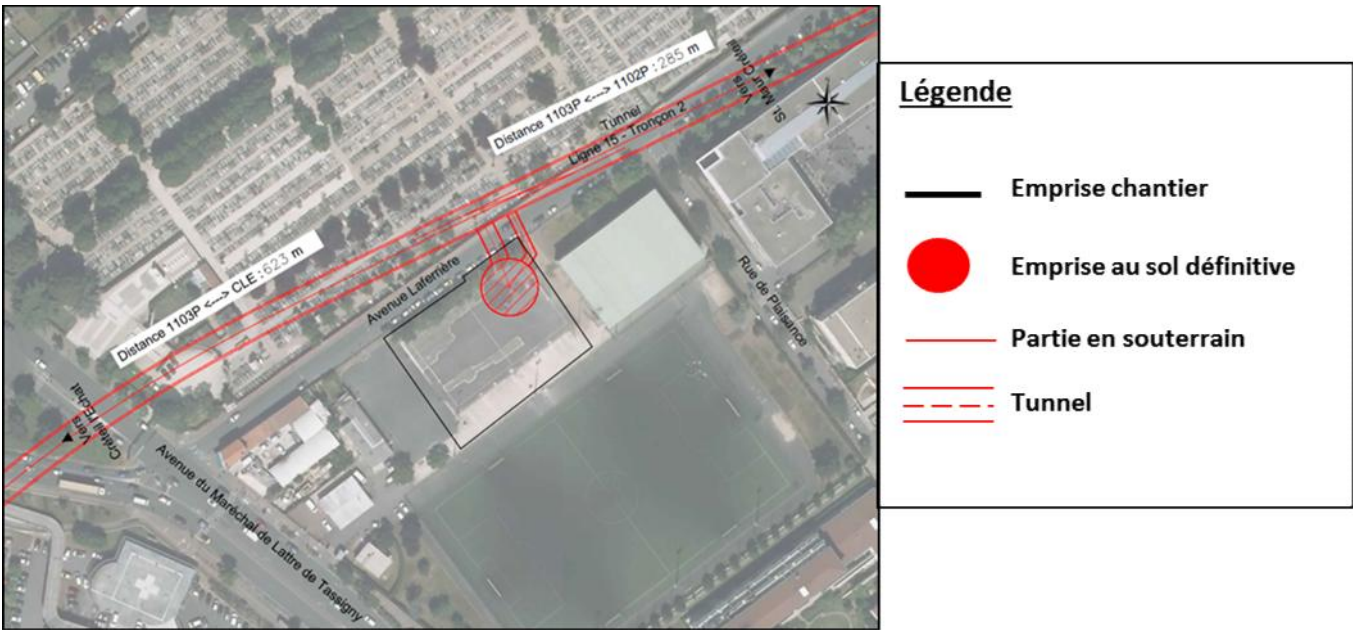 Distance 1103P <----> 1102P : 285 m
Vers
St. Maur Créteil
Tunnel
Ligne 15 - Tronçon 2
Distance 1103P <----> CLE : 623 m
Avenue Laferrière
Rue de Plaisance
Vers
Créteil l'Echat
Avenue du Maréchal de Lattre de Tassigny
Légende
Emprise chantier
Emprise au sol définitive
Partie en souterrain
Tunnel